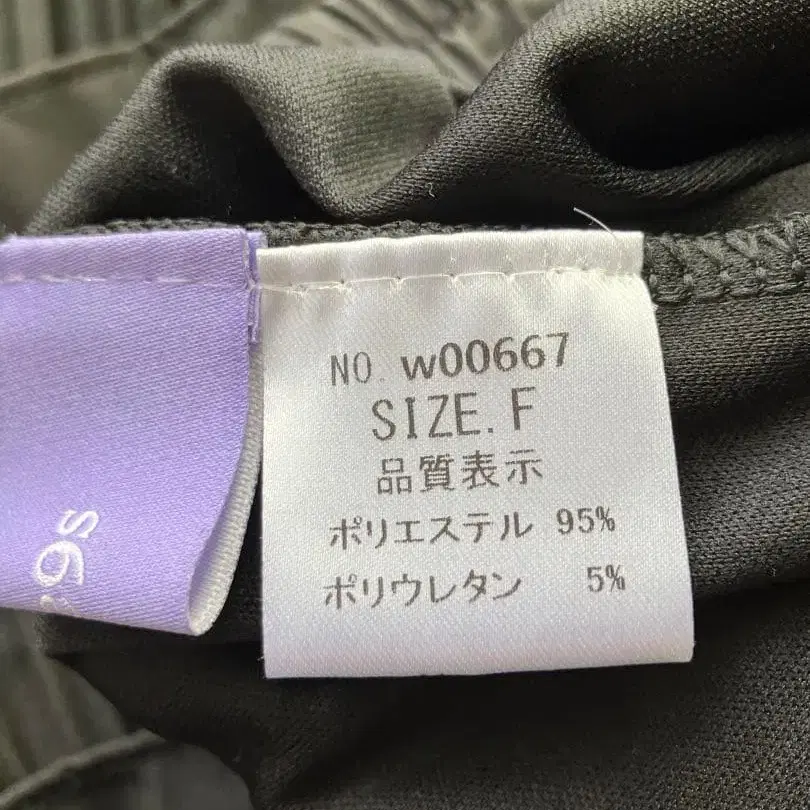 NO. w00667
SIZE. F
品質表示
ポリエステル 95%
ポリウレタン 5%